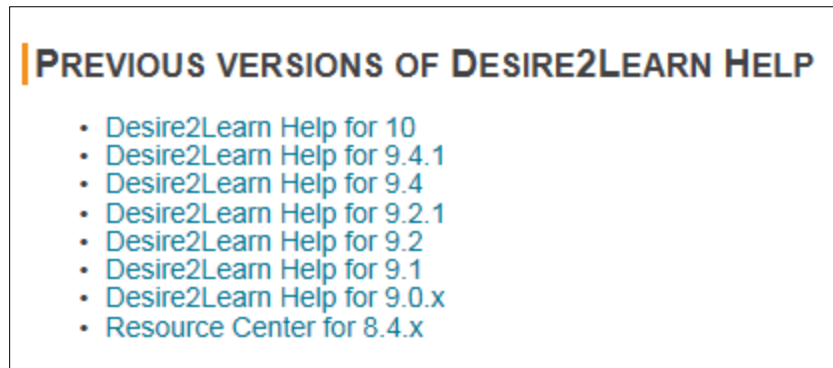 PREVIOUS VERSIONS OF DESIRE2LEARN HELP
• Desire2Learn Help for 10
• Desire2Learn Help for 9.4.1
• Desire2Learn Help for 9.4
• Desire2Learn Help for 9.2.1
• Desire2Learn Help for 9.2
• Desire2Learn Help for 9.1
• Desire2Learn Help for 9.0.x
• Resource Center for 8.4.x